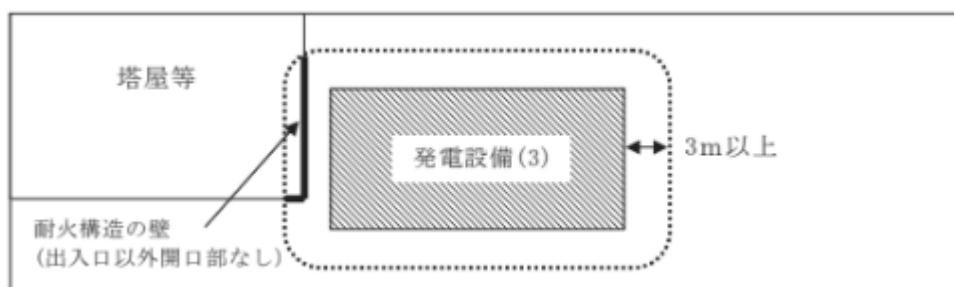 塔屋等
発電設備(3)
3m以上
耐火構造の壁
(出入口以外開口部なし)